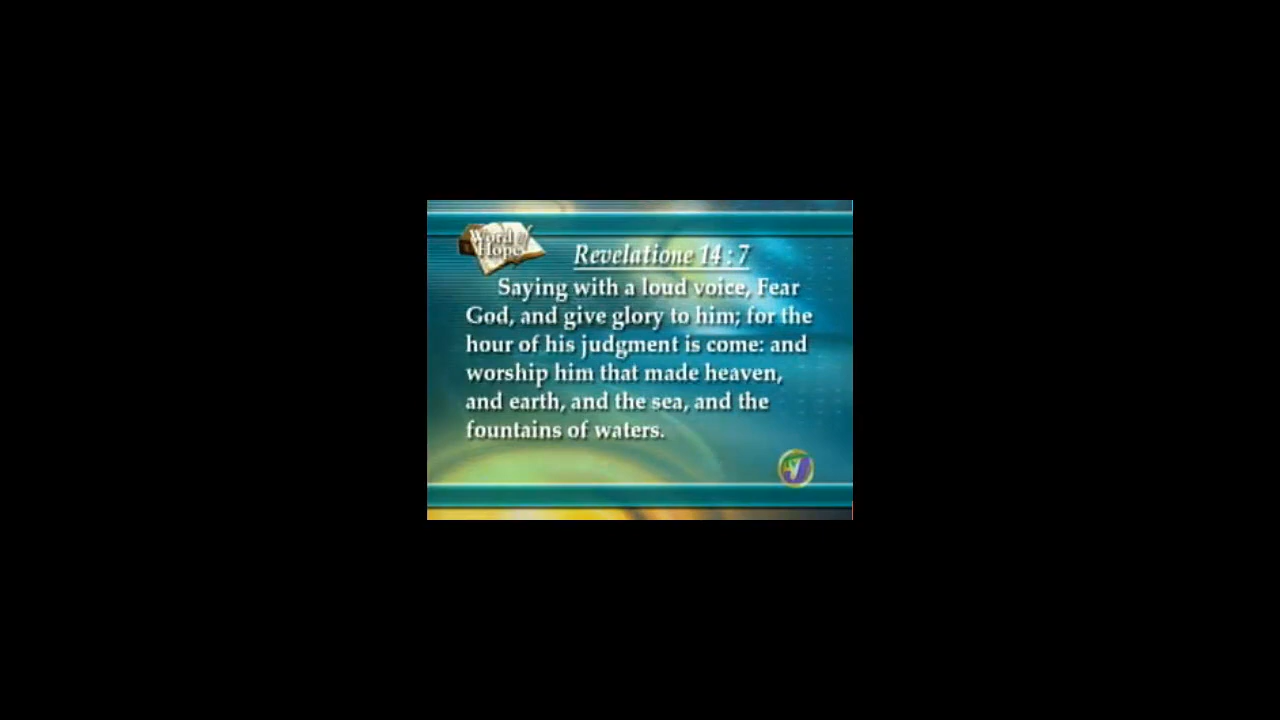 Word of
Hope
Revelatione 14 : 7
Saying with a loud voice, Fear
God, and give glory to him; for the
hour of his judgment is come: and
worship him that made heaven,
and earth, and the sea, and the
fountains of waters.
TVJ